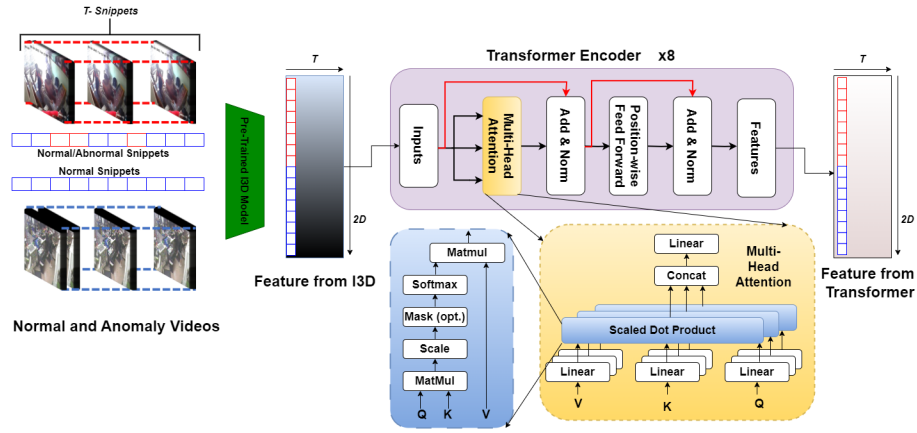 T- Snippets
Normal/Abnormal Snippets
Normal Snippets
Normal and Anomaly Videos
Pre-Trained I3D Model
T
2D
Feature from I3D
Transformer Encoder x8
Inputs
Multi-Head
Attention
Add & Norm
Position-wise
Feed Forward
Add & Norm
Features
T
2D
Feature from
Transformer
Matmul
Softmax
Mask (opt.)
Scale
MatMul
Q K V
Linear
Concat
Multi-
Head
Attention
Scaled Dot Product
Linear Linear Linear
V K Q